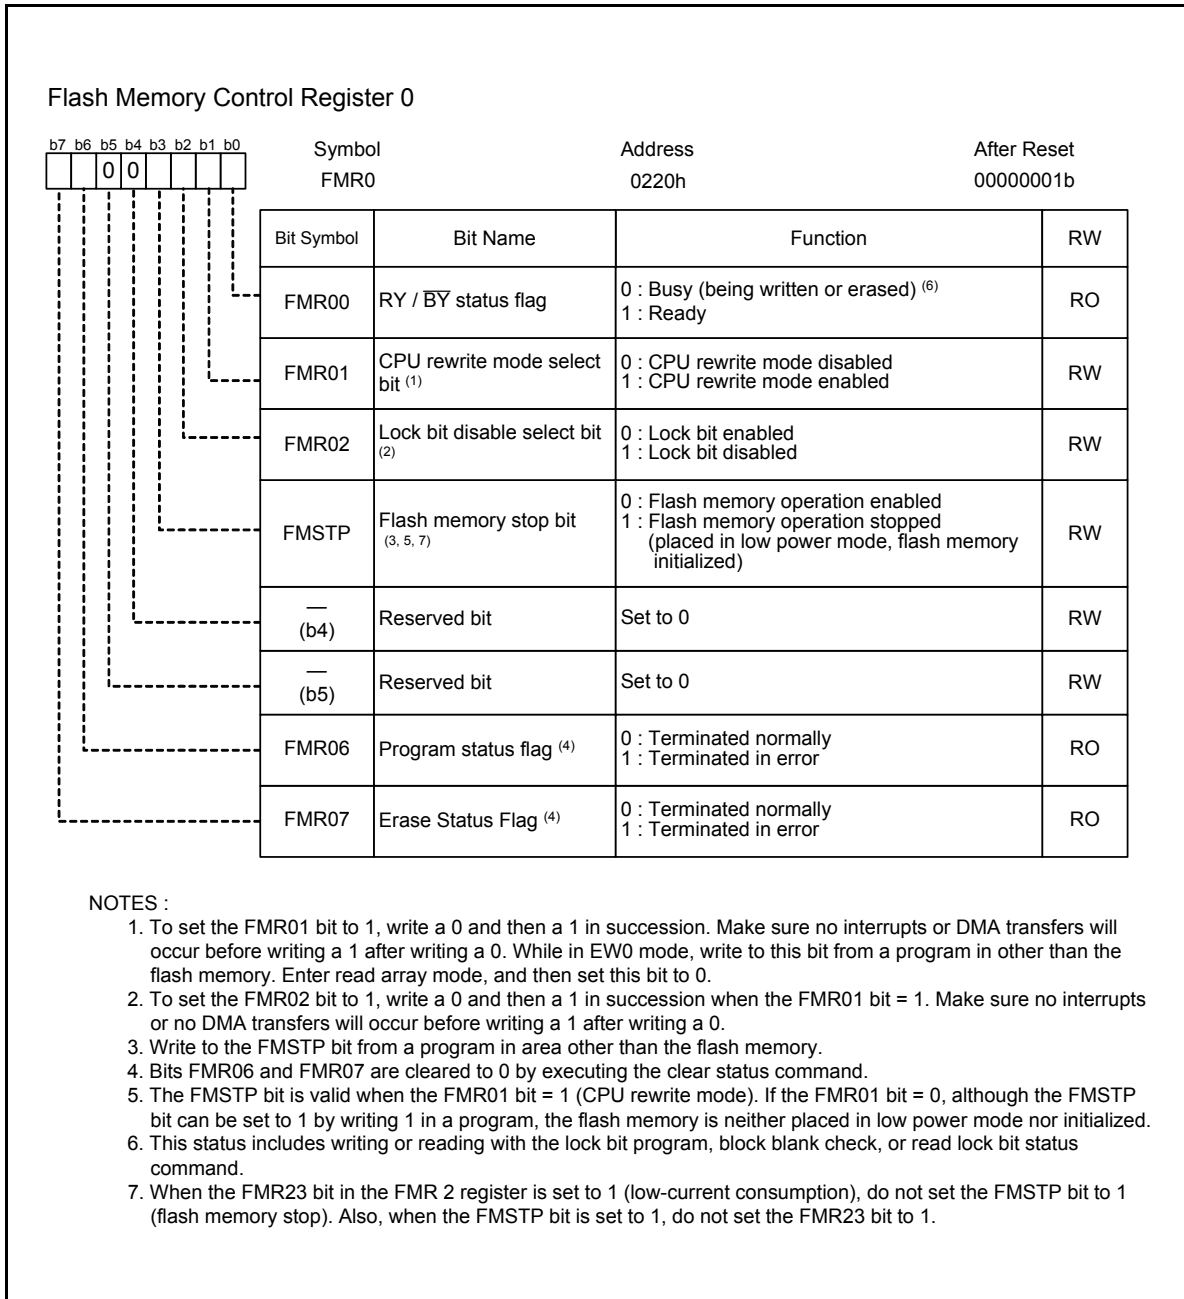 Flash Memory Control Register 0
b7 b6 b5 b4 b3 b2 b1 b0
0 0
Symbol Address After Reset
FMR0 0220h 00000001b
Bit Symbol Bit Name Function RW
FMR00 RY / B̅Y̅ status flag 0 : Busy (being written or erased) (6) RO
1 : Ready
FMR01 CPU rewrite mode select 0 : CPU rewrite mode disabled RW
bit (1) 1 : CPU rewrite mode enabled
FMR02 Lock bit disable select bit 0 : Lock bit enabled RW
(2) 1 : Lock bit disabled
FMSTP Flash memory stop bit 0 : Flash memory operation enabled RW
(3, 5, 7) 1 : Flash memory operation stopped
(placed in low power mode, flash memory
initialized)
— Reserved bit Set to 0 RW
(b4)
— Reserved bit Set to 0 RW
(b5)
FMR06 Program status flag (4) 0 : Terminated normally RO
1 : Terminated in error
FMR07 Erase Status Flag (4) 0 : Terminated normally RO
1 : Terminated in error
NOTES :
1. To set the FMR01 bit to 1, write a 0 and then a 1 in succession. Make sure no interrupts or DMA transfers will
occur before writing a 1 after writing a 0. While in EW0 mode, write to this bit from a program in other than the
flash memory. Enter read array mode, and then set this bit to 0.
2. To set the FMR02 bit to 1, write a 0 and then a 1 in succession when the FMR01 bit = 1. Make sure no interrupts
or no DMA transfers will occur before writing a 1 after writing a 0.
3. Write to the FMSTP bit from a program in area other than the flash memory.
4. Bits FMR06 and FMR07 are cleared to 0 by executing the clear status command.
5. The FMSTP bit is valid when the FMR01 bit = 1 (CPU rewrite mode). If the FMR01 bit = 0, although the FMSTP
bit can be set to 1 by writing 1 in a program, the flash memory is neither placed in low power mode nor initialized.
6. This status includes writing or reading with the lock bit program, block blank check, or read lock bit status
command.
7. When the FMR23 bit in the FMR 2 register is set to 1 (low-current consumption), do not set the FMSTP bit to 1
(flash memory stop). Also, when the FMSTP bit is set to 1, do not set the FMR23 bit to 1.